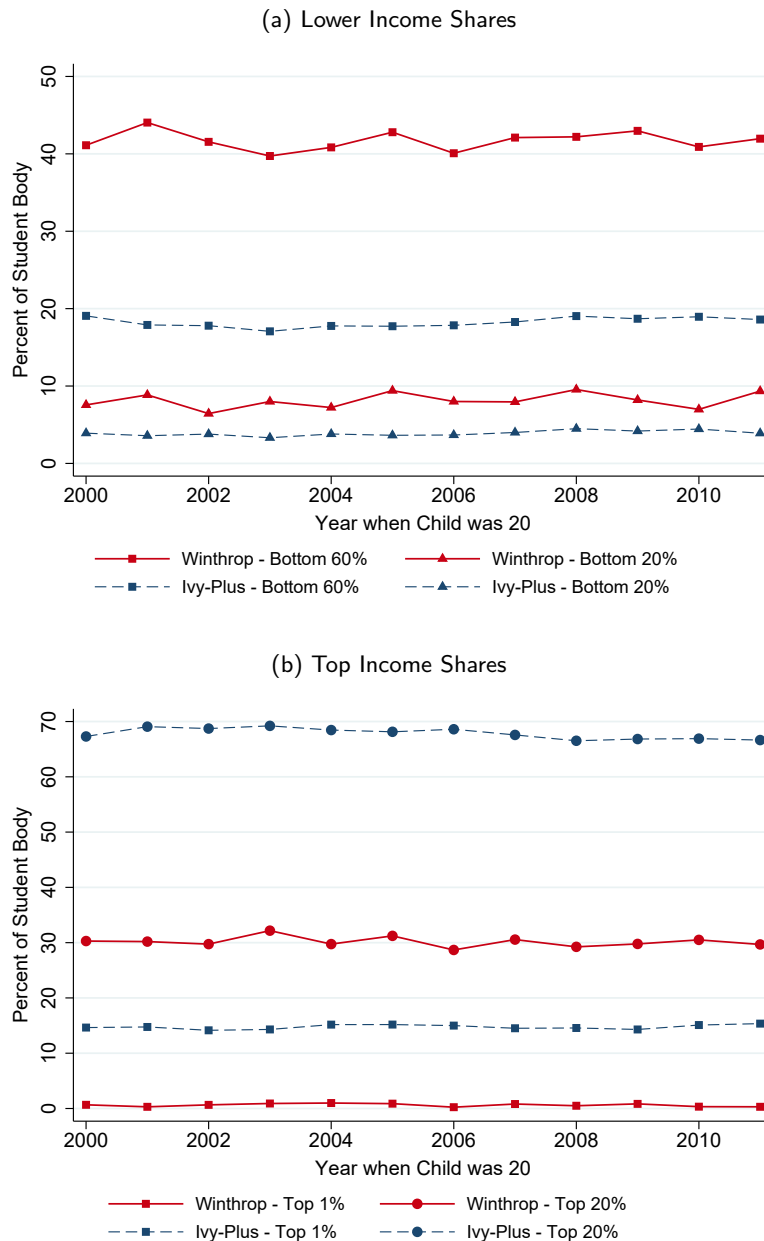 (a) Lower Income Shares
50
40
30
20
10
0
Percent of Student Body
2000 2002 2004 2006 2008 2010
Year when Child was 20
Winthrop - Bottom 60% Winthrop - Bottom 20%
Ivy-Plus - Bottom 60% Ivy-Plus - Bottom 20%
(b) Top Income Shares
70
60
50
40
30
20
10
0
Percent of Student Body
2000 2002 2004 2006 2008 2010
Year when Child was 20
Winthrop - Top 1% Winthrop - Top 20%
Ivy-Plus - Top 1% Ivy-Plus - Top 20%